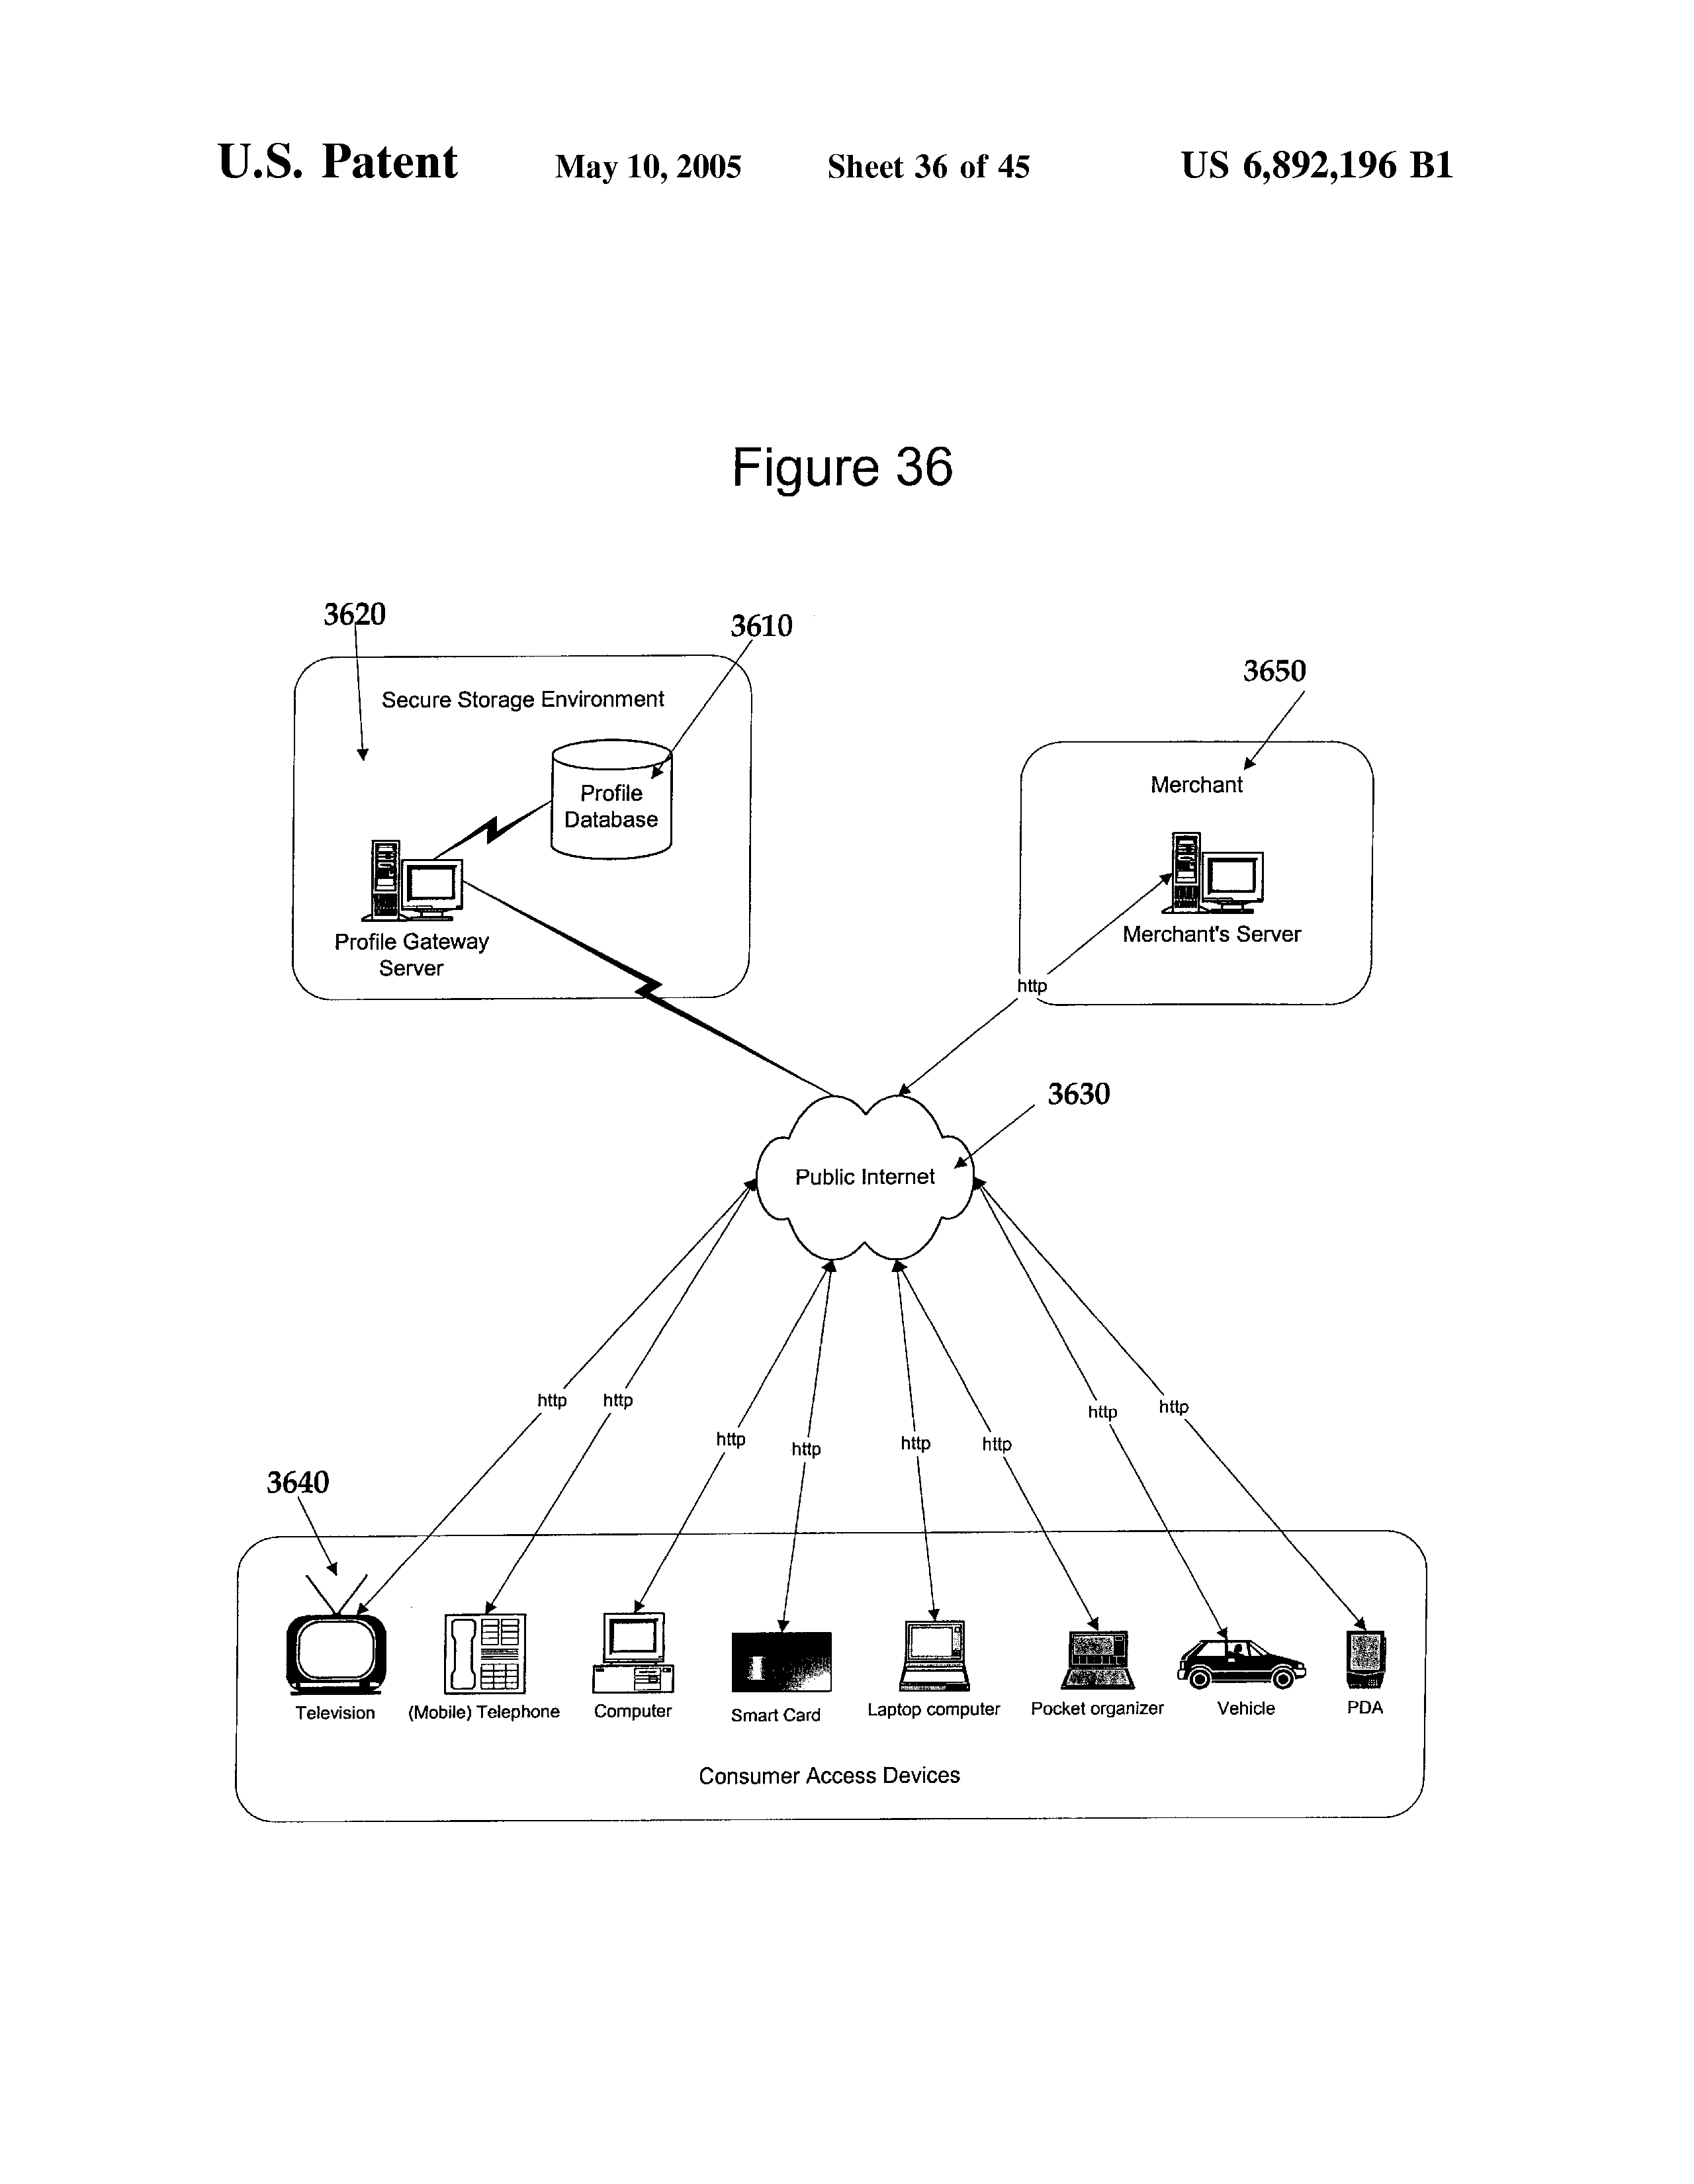 U.S. Patent May 10, 2005 Sheet 36 of 45 US 6,892,196 B1
Figure 36
3620
3610
3650
Secure Storage Environment
Profile
Database
Merchant
Profile Gateway
Server
Merchant's Server
http
3630
Public Internet
http http http http http http http http
3640
Television (Mobile) Telephone Computer Smart Card Laptop computer Pocket organizer Vehicle PDA
Consumer Access Devices